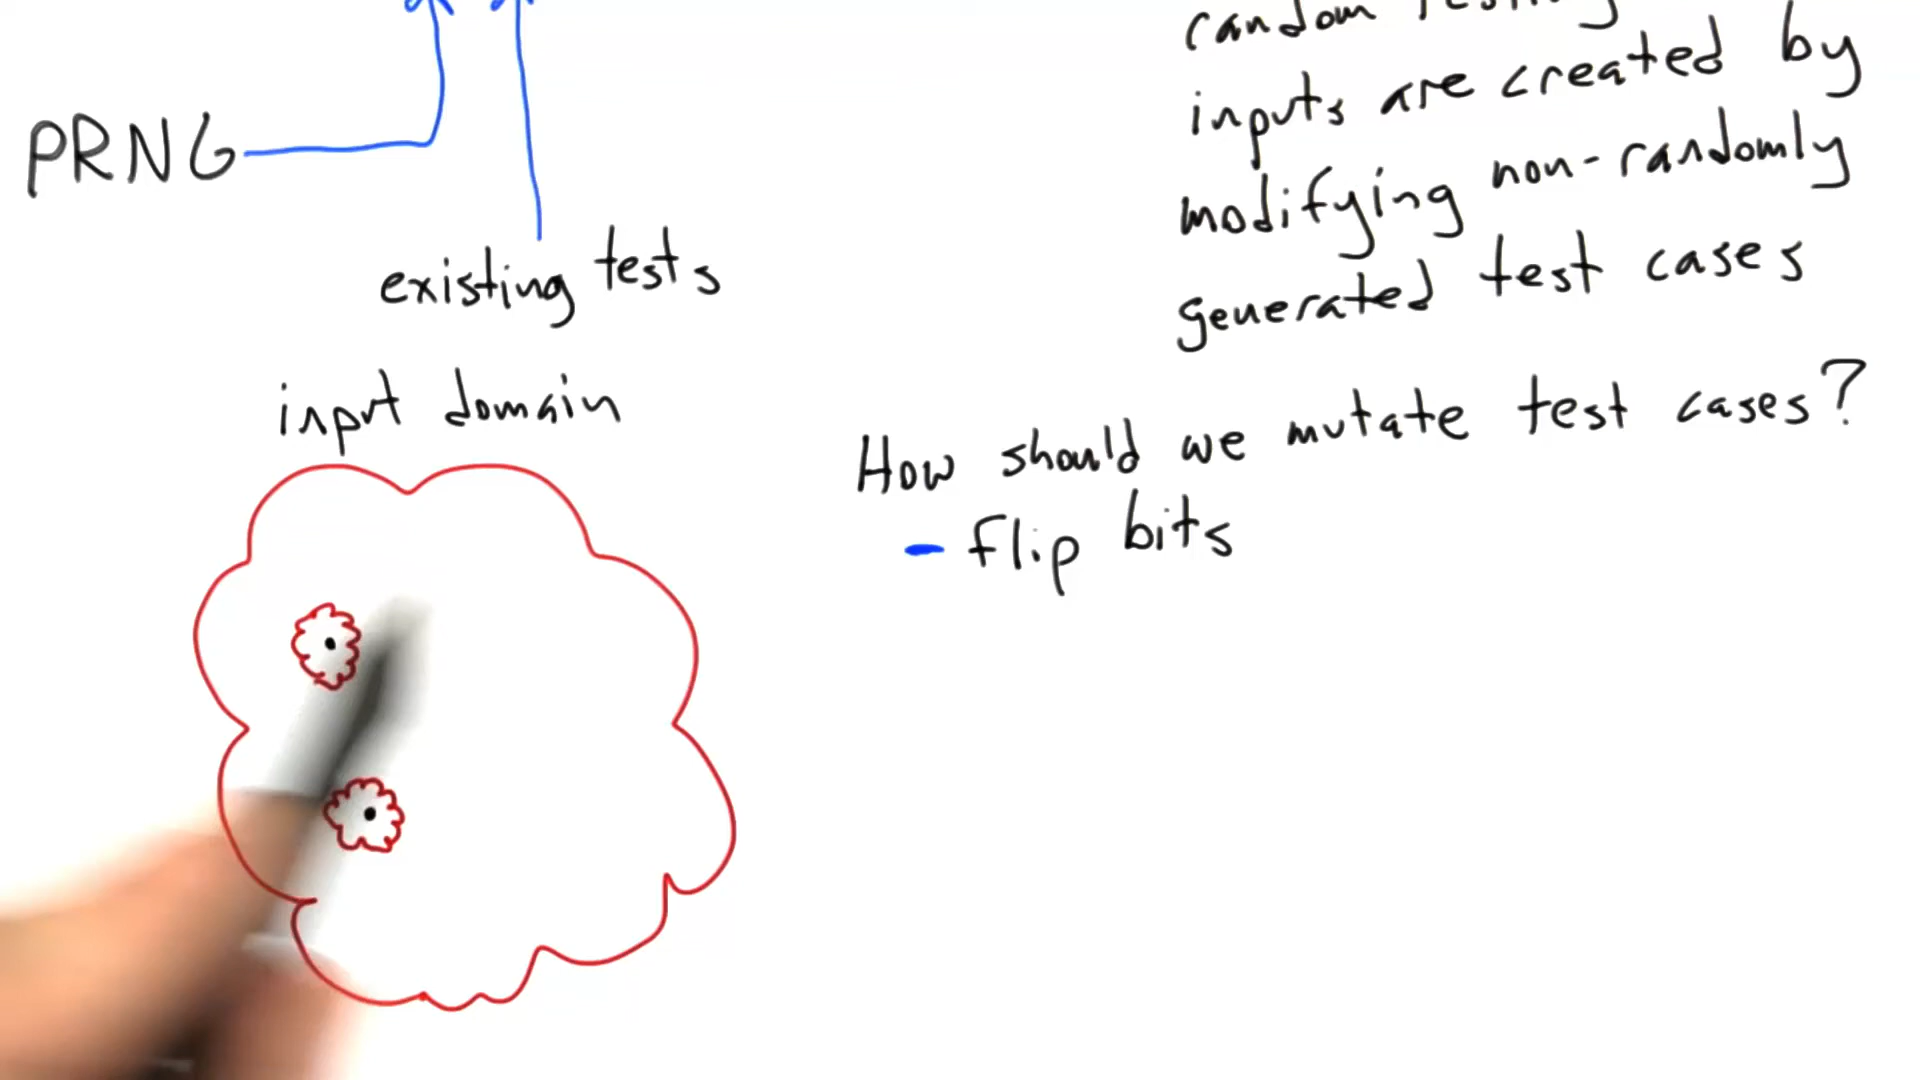 PRNG
existing tests
input domain
random testing
inputs are created by
modifying non-randomly
generated test cases
How should we mutate test cases?
- flip bits